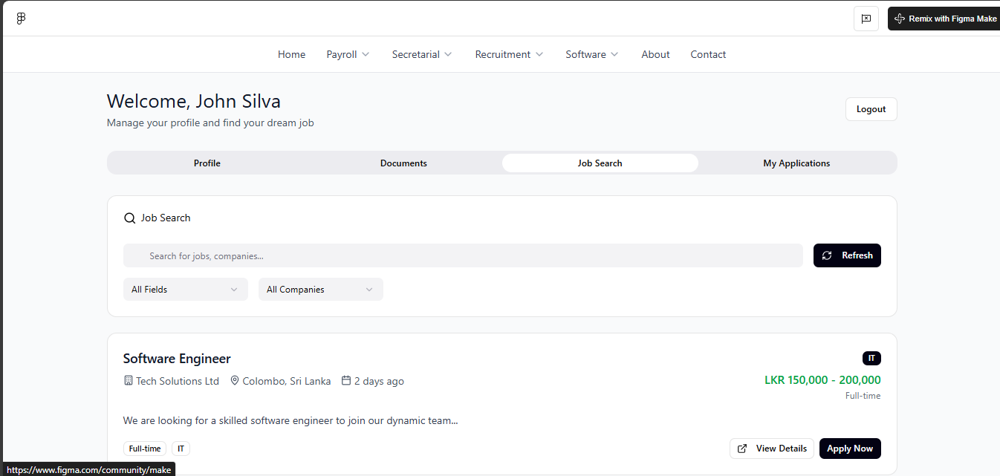 Remix with Figma Make
Home Payroll Secretarial Recruitment Software About Contact
Welcome, John Silva
Manage your profile and find your dream job
Logout
Profile Documents Job Search My Applications
Job Search
Search for jobs, companies...
Refresh
All Fields All Companies
Software Engineer
IT
Tech Solutions Ltd Colombo, Sri Lanka 2 days ago
LKR 150,000 - 200,000
Full-time
We are looking for a skilled software engineer to join our dynamic team...
Full-time IT
View Details Apply Now
https://www.figma.com/community/make